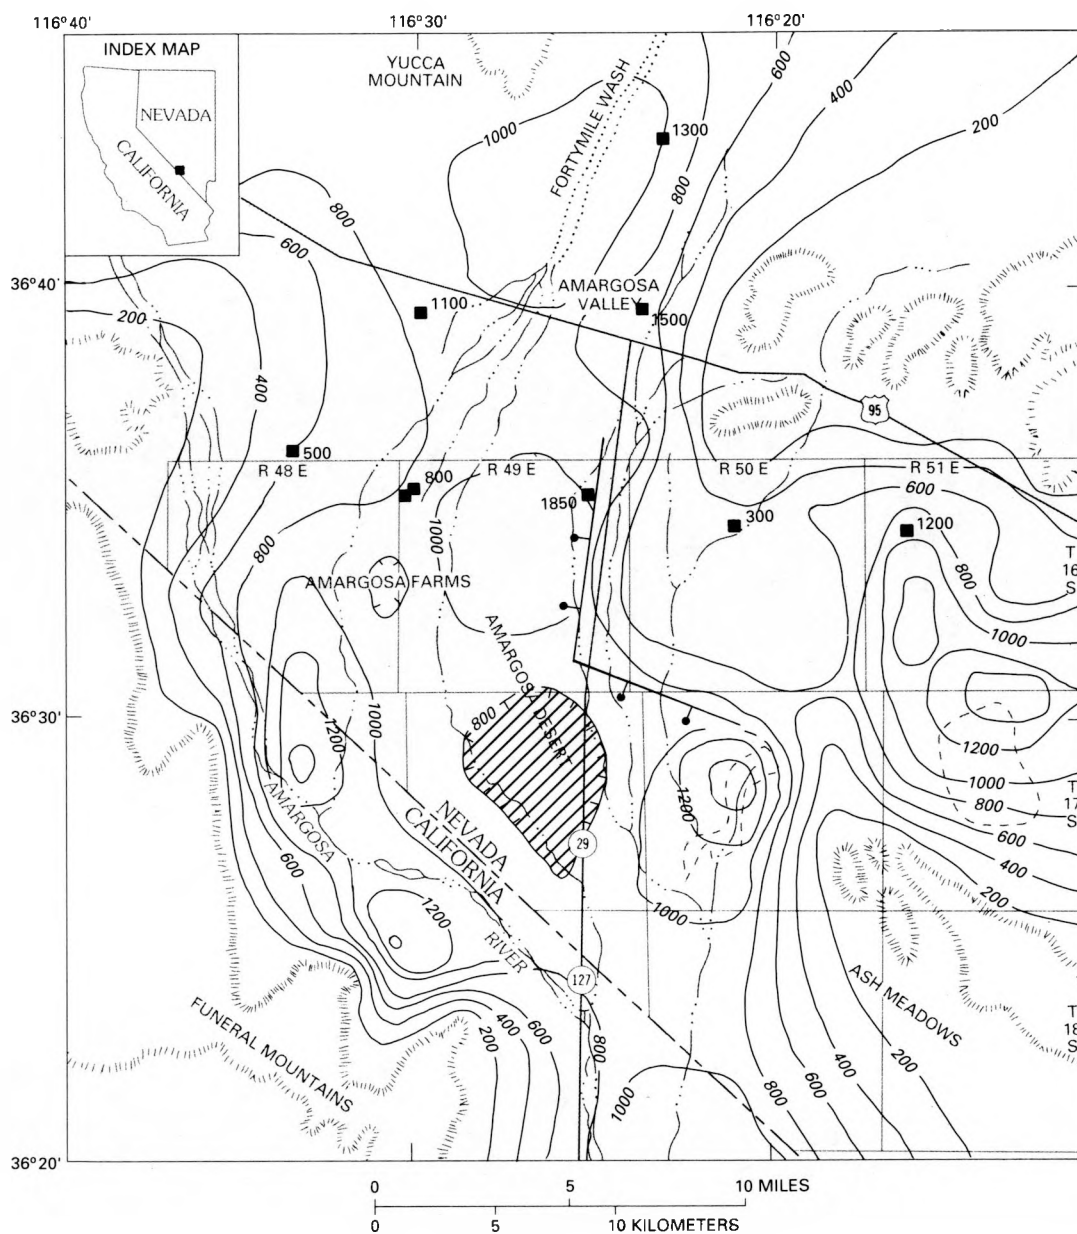 116°40'
116°30'
116°20'
INDEX MAP
NEVADA
CALIFORNIA
YUCCA
MOUNTAIN
FORTYMILE WASH
1000
1300
800
600
400
200
800
600
36°40'
200
400
1100
AMARGOSA
VALLEY
1500
95
500
R 48 E
800
R 49 E
R 50 E
R 51 E
600
1850
300
1200
800
T
16
S
800
1000
AMARGOSA FARMS
1000
AMARGOSA DESERT
36°30'
1000
1200
800
1200
1200
1000
800
600
400
200
T
17
S
AMARGOSA
RIVER
NEVADA
CALIFORNIA
29
600
1200
1000
127
ASH MEADOWS
FUNERAL MOUNTAINS
200
400
600
800
1000
800
600
400
200
T
18
S
36°20'
0 5 10 MILES
0 5 10 KILOMETERS